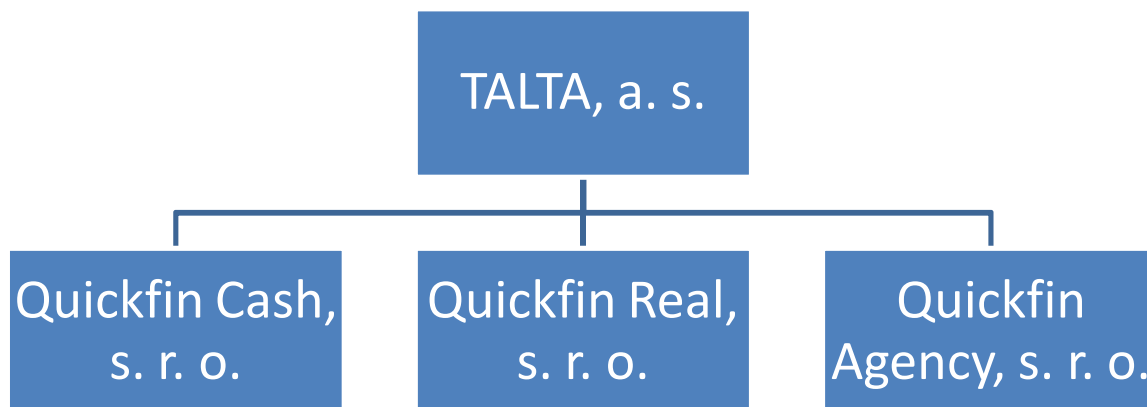 TALTA, a. s.
Quickfin Cash,
s. r. o.
Quickfin Real,
s. r. o.
Quickfin
Agency, s. r. o.